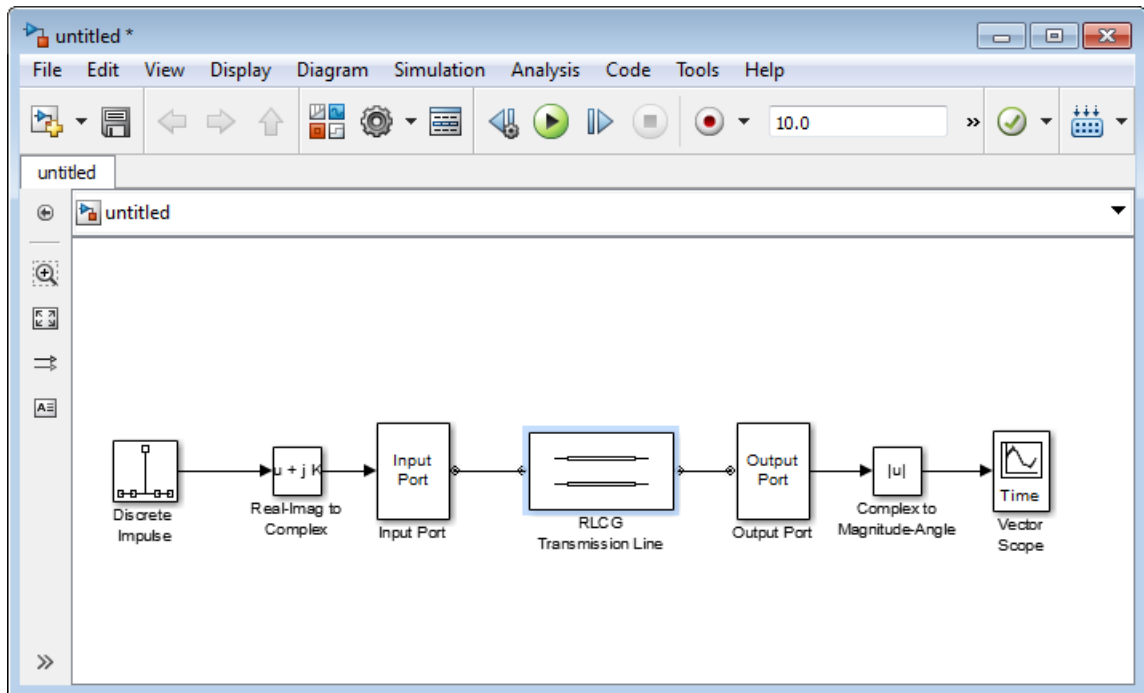 untitled *
File Edit View Display Diagram Simulation Analysis Code Tools Help
10.0
»
untitled
untitled
Discrete
Impulse
u + j K
Real-Imag to
Complex
Input
Port
Input Port
RLCG
Transmission Line
Output
Port
Output Port
|u|
Complex to
Magnitude-Angle
Time
Vector
Scope
»